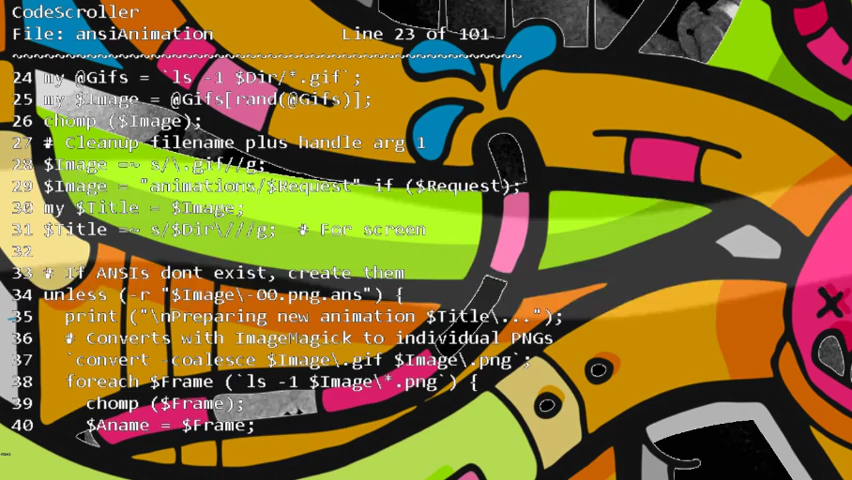 CodeScroller
File: ansiAnimation Line 23 of 101
~~~~~~~~~~~~~~~~~~~~~~~~~~~~~~~~~~~~~~~~~~~~~~~~
24 my @Gifs = `ls -1 $Dir/*.gif`;
25 my $Image = @Gifs[rand(@Gifs)];
26 chomp ($Image);
27 # Cleanup filename plus handle arg 1
28 $Image =~ s/\.gif//g;
29 $Image = "animations/$Request" if ($Request);
30 my $Title = $Image;
31 $Title =~ s/$Dir\///g;  # For screen
32
33 # If ANSIs dont exist, create them
34 unless (-r "$Image\-00.png.ans") {
35   print ("\nPreparing new animation $Title\...");
36   # Converts with ImageMagick to individual PNGs
37   `convert -coalesce $Image\.gif $Image\.png`;
38   foreach $Frame (`ls -1 $Image\*.png`) {
39     chomp ($Frame);
40     $Aname = $Frame;